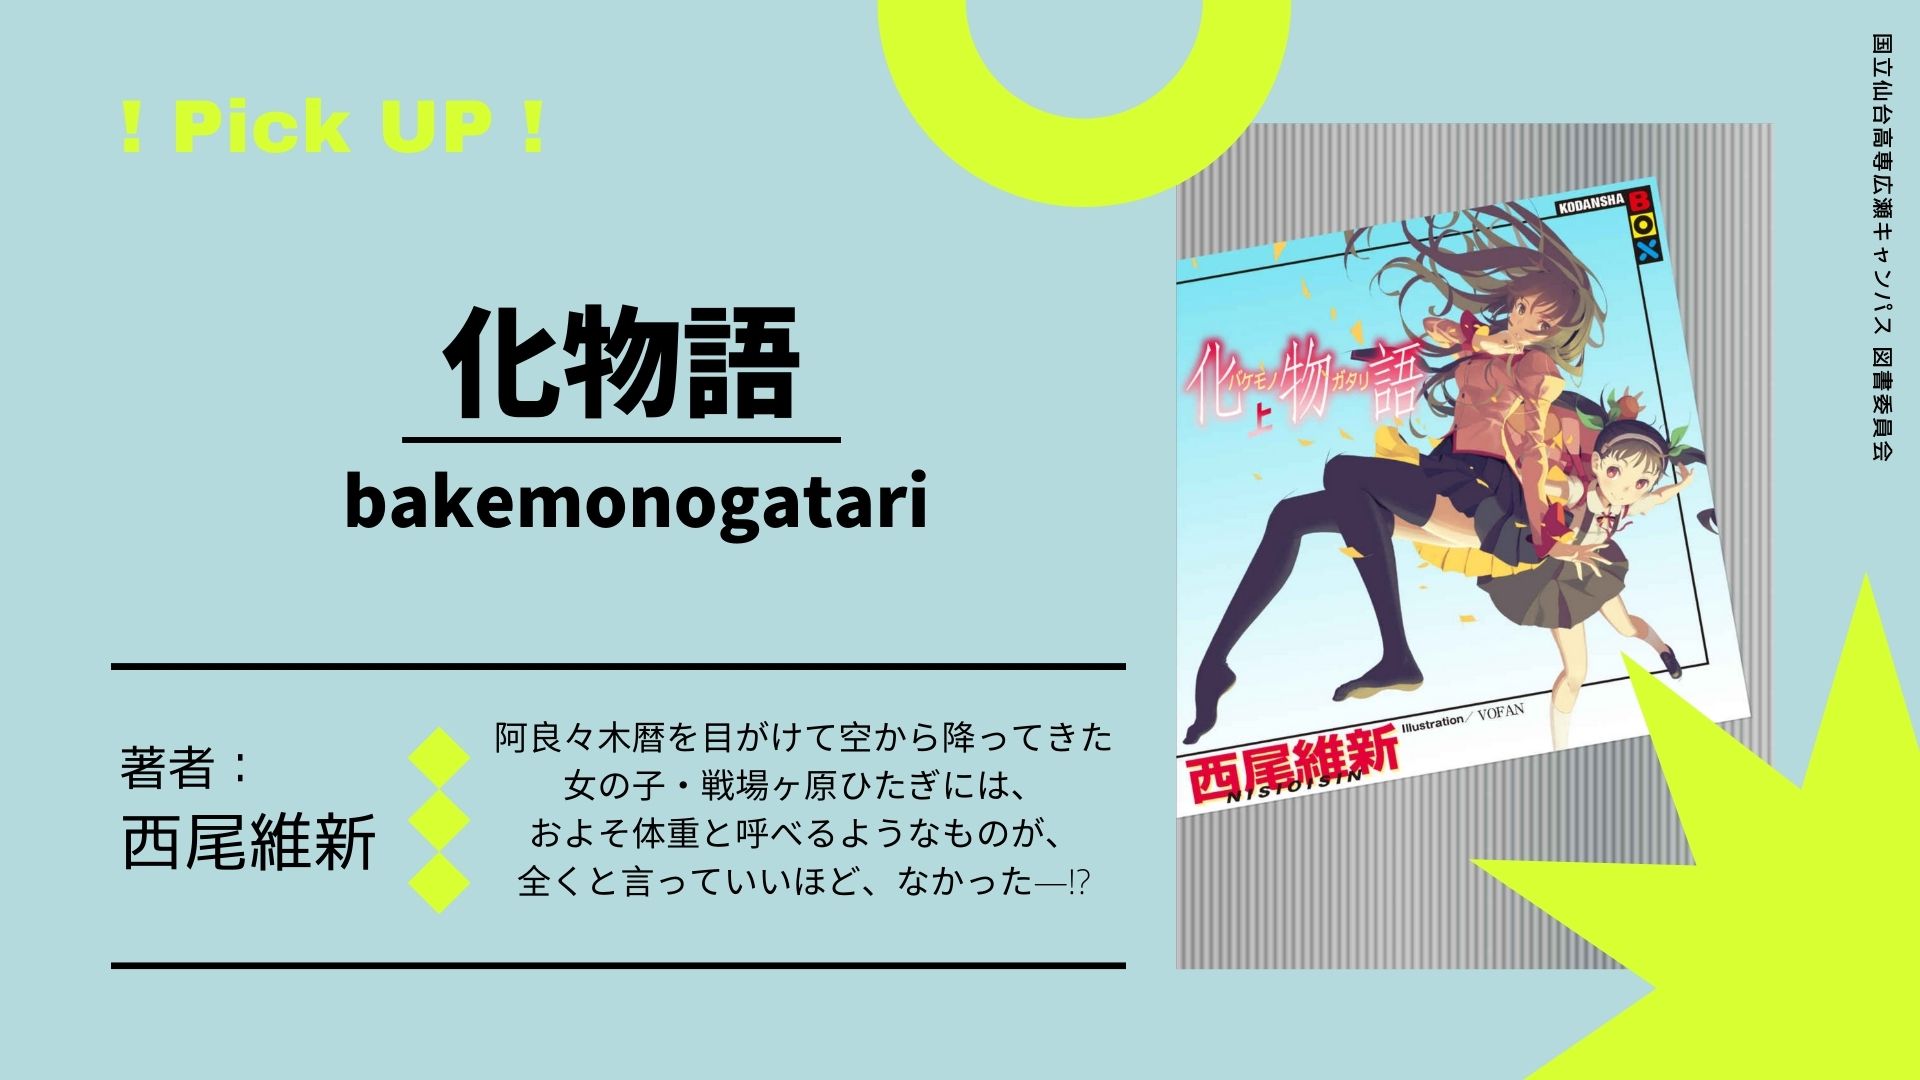 ! Pick UP !
化物語
bakemonogatari
著者：
西尾維新
阿良々木暦を目がけて空から降ってきた
女の子・戦場ヶ原ひたぎには、
およそ体重と呼べるようなものが、
全くと言っていいほど、なかった—!?
KODANSHA
BOX
化物語
バケモノガタリ
上
Illustration／VOFAN
西尾維新
NISIOISIN
国立仙台高専広瀬キャンパス 図書委員会